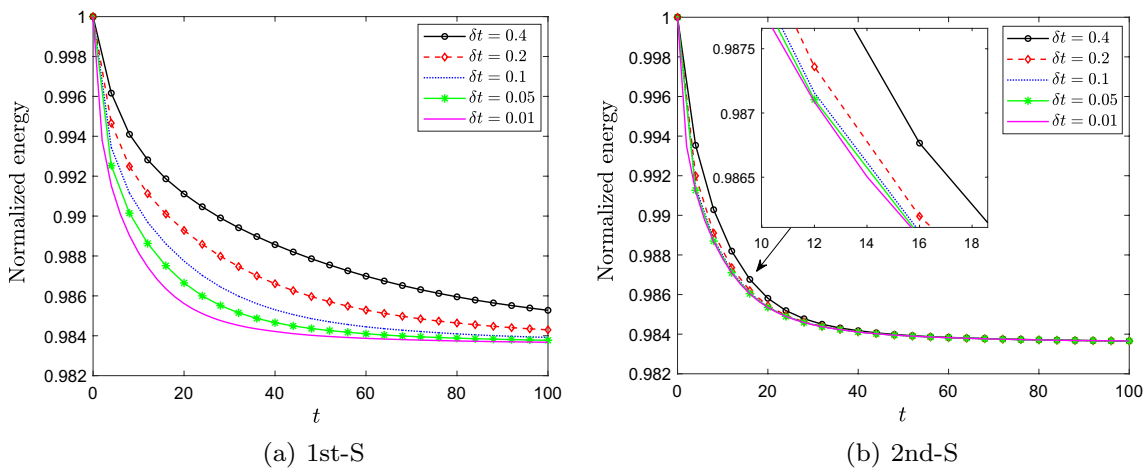 1
0.998
0.996
0.994
0.992
0.99
0.988
0.986
0.984
0.982
Normalized energy
0 20 40 60 80 100
t
δt = 0.4
δt = 0.2
δt = 0.1
δt = 0.05
δt = 0.01
(a) 1st-S
1
0.998
0.996
0.994
0.992
0.99
0.988
0.986
0.984
0.982
Normalized energy
0 20 40 60 80 100
t
0.9875
0.987
0.9865
10 12 14 16 18
δt = 0.4
δt = 0.2
δt = 0.1
δt = 0.05
δt = 0.01
(b) 2nd-S